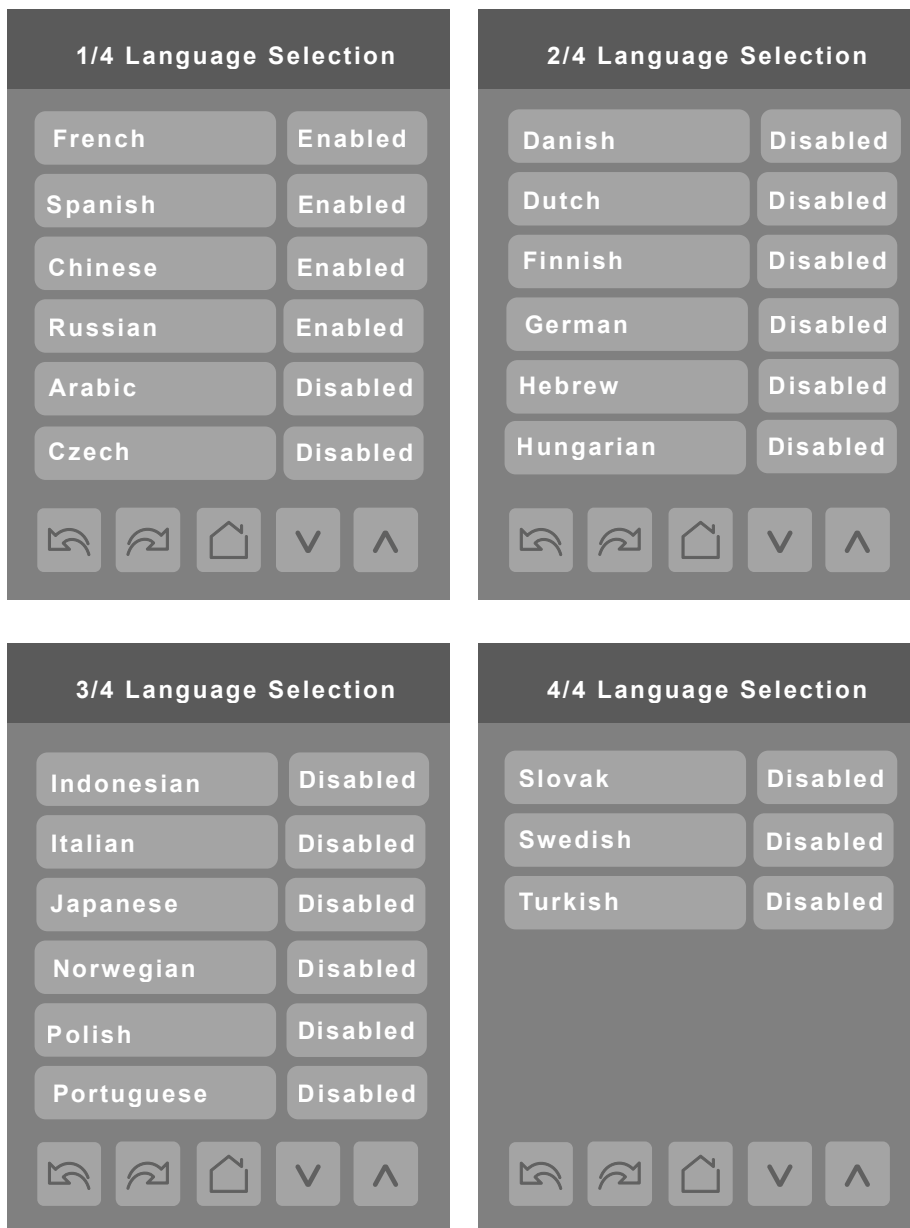 1/4 Language Selection
French Enabled
Spanish Enabled
Chinese Enabled
Russian Enabled
Arabic Disabled
Czech Disabled
2/4 Language Selection
Danish Disabled
Dutch Disabled
Finnish Disabled
German Disabled
Hebrew Disabled
Hungarian Disabled
3/4 Language Selection
Indonesian Disabled
Italian Disabled
Japanese Disabled
Norwegian Disabled
Polish Disabled
Portuguese Disabled
4/4 Language Selection
Slovak Disabled
Swedish Disabled
Turkish Disabled